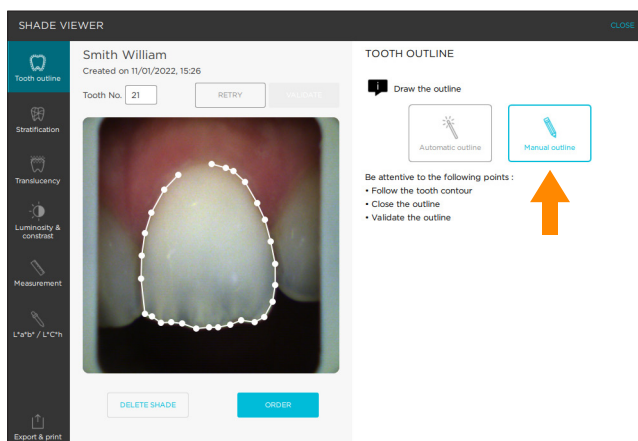 SHADE VIEWER
CLOSE
Tooth outline
Stratification
Translucency
Luminosity &
constrast
Measurement
L*a*b* / L*C*h
Export & print
Smith William
Created on 11/01/2022, 15:26
Tooth No. 21
RETRY
VALIDATE
DELETE SHADE
ORDER
TOOTH OUTLINE
i Draw the outline
Automatic outline
Manual outline
Be attentive to the following points :
• Follow the tooth contour
• Close the outline
• Validate the outline